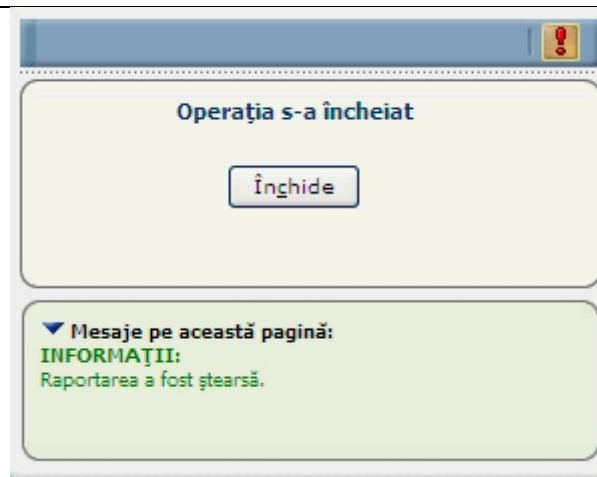 Operaţia s-a încheiat
Închide
Mesaje pe această pagină:
INFORMAŢII:
Raportarea a fost ştearsă.